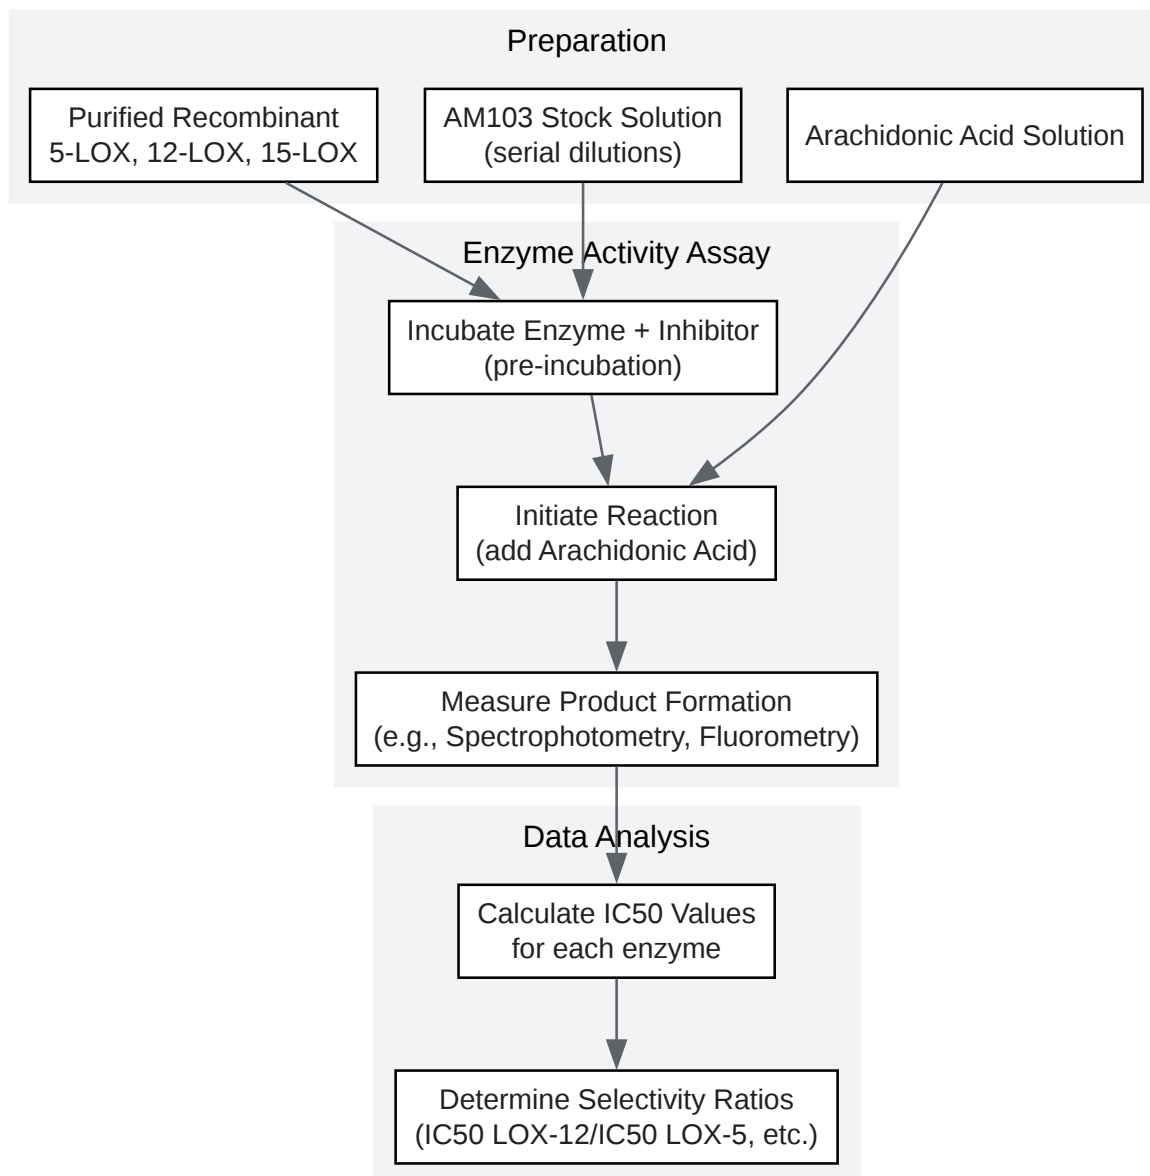 Preparation
Purified Recombinant
5-LOX, 12-LOX, 15-LOX
AM103 Stock Solution
(serial dilutions)
Arachidonic Acid Solution
Enzyme Activity Assay
Incubate Enzyme + Inhibitor
(pre-incubation)
Initiate Reaction
(add Arachidonic Acid)
Measure Product Formation
(e.g., Spectrophotometry, Fluorometry)
Data Analysis
Calculate IC50 Values
for each enzyme
Determine Selectivity Ratios
(IC50 LOX-12/IC50 LOX-5, etc.)